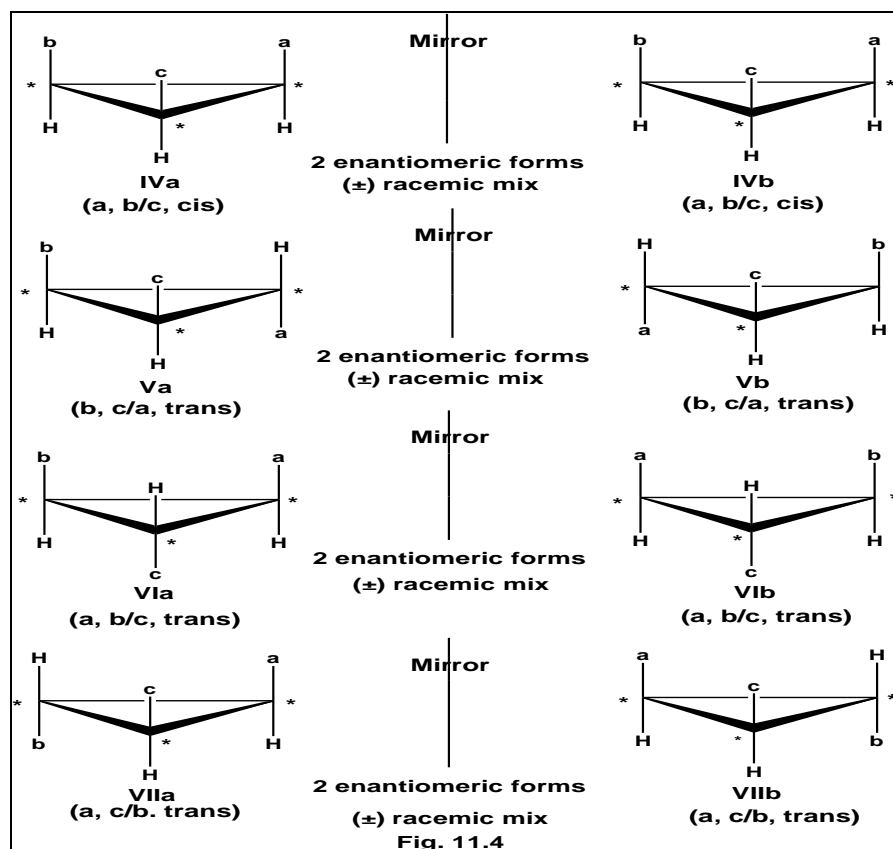 b a b a
Mirror
c c
* * * *
H H H H
* *
H H
2 enantiomeric forms
IVa (±) racemic mix IVb
(a, b/c, cis) (a, b/c, cis)
Mirror
b H H b
c c
* * * *
H a a H
* *
H H
2 enantiomeric forms
Va (±) racemic mix Vb
(b, c/a, trans) (b, c/a, trans)
Mirror
b a a b
H H
* * * *
H H H H
* *
c c
2 enantiomeric forms
VIa (±) racemic mix VIb
(a, b/c, trans) (a, b/c, trans)
Mirror
H a a H
c c
* * * *
b H H b
* *
H H
2 enantiomeric forms
VIIa VIIb
(a, c/b. trans) (a, c/b, trans)
(±) racemic mix
Fig. 11.4